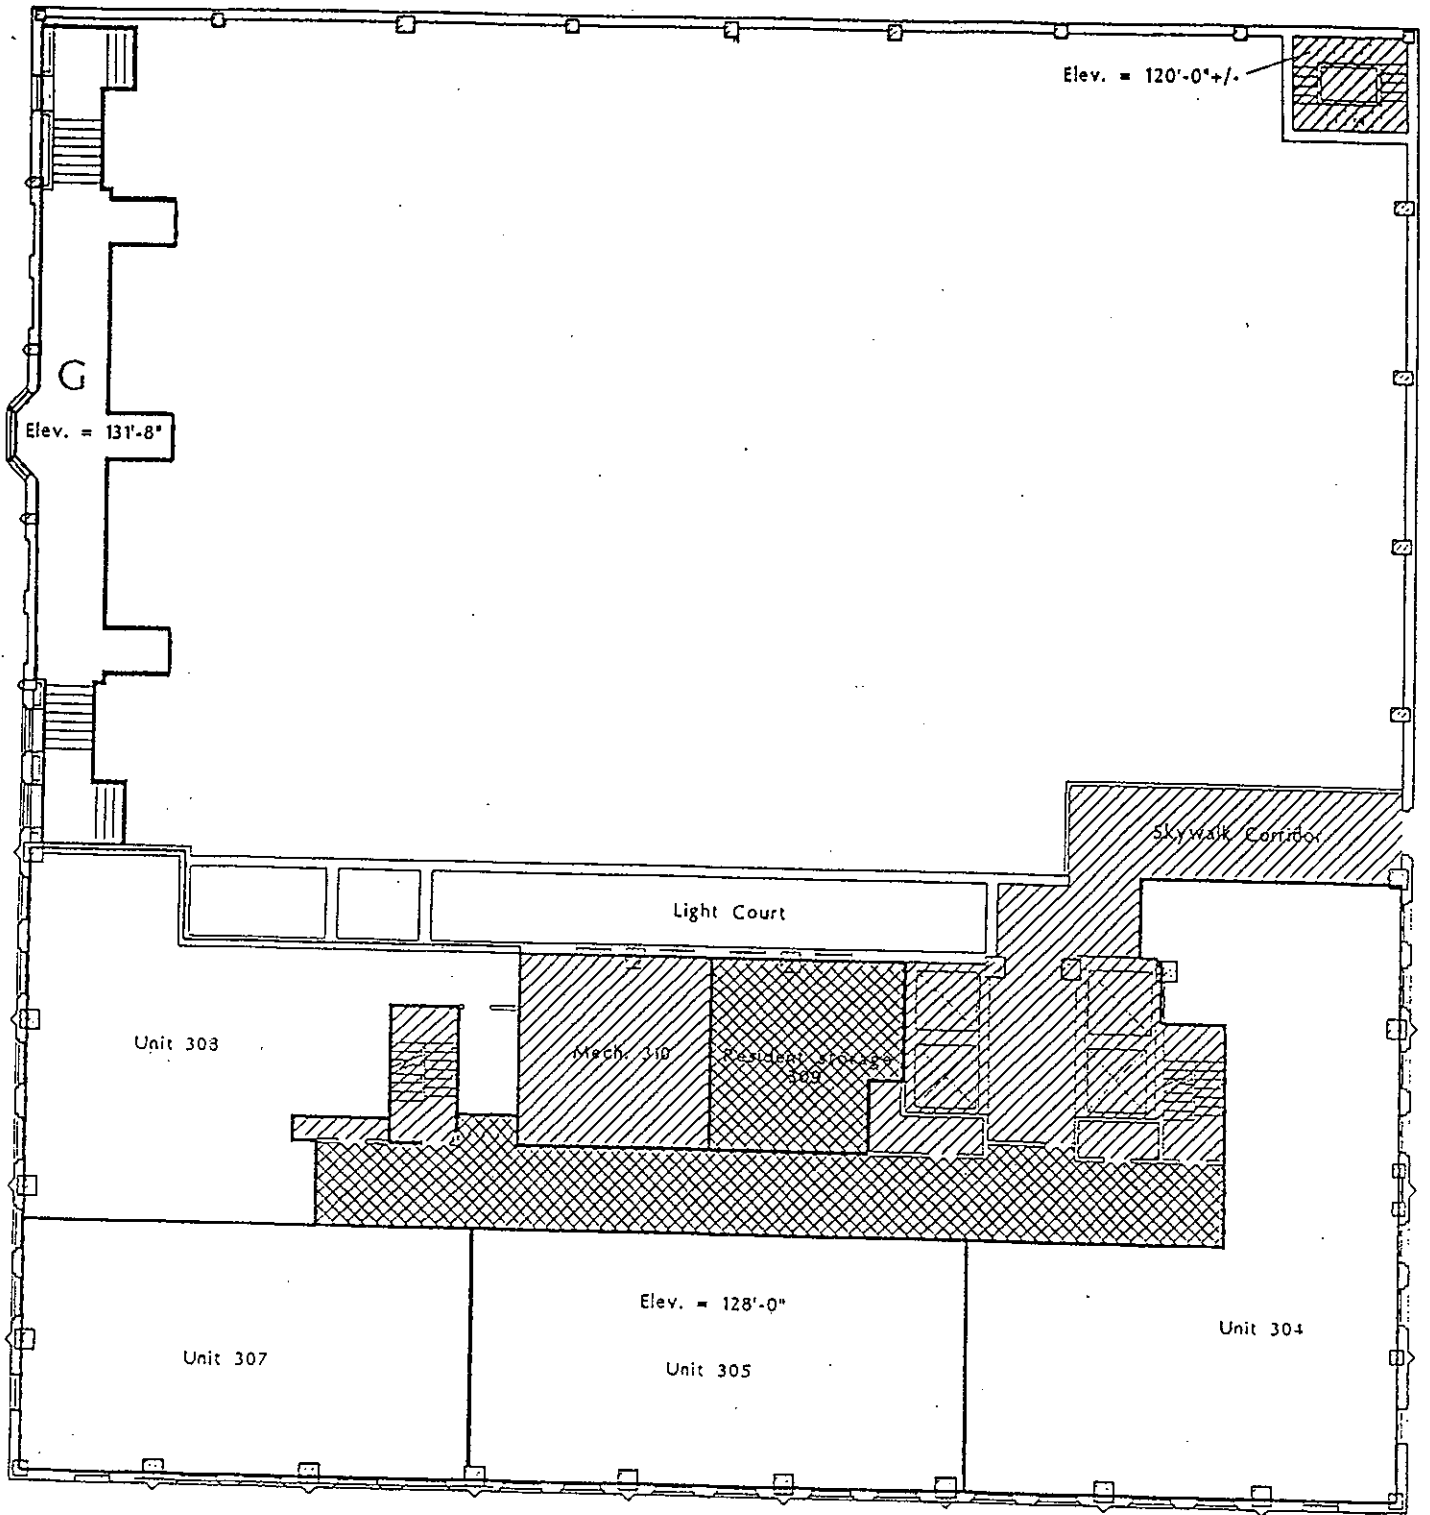 Elev. = 120'-0"+/-
G
Elev. = 131'-8"
Skywalk Corridor
Light Court
Unit 308
Mech. 310
Resident Storage
309
Elev. = 128'-0"
Unit 304
Unit 307
Unit 305